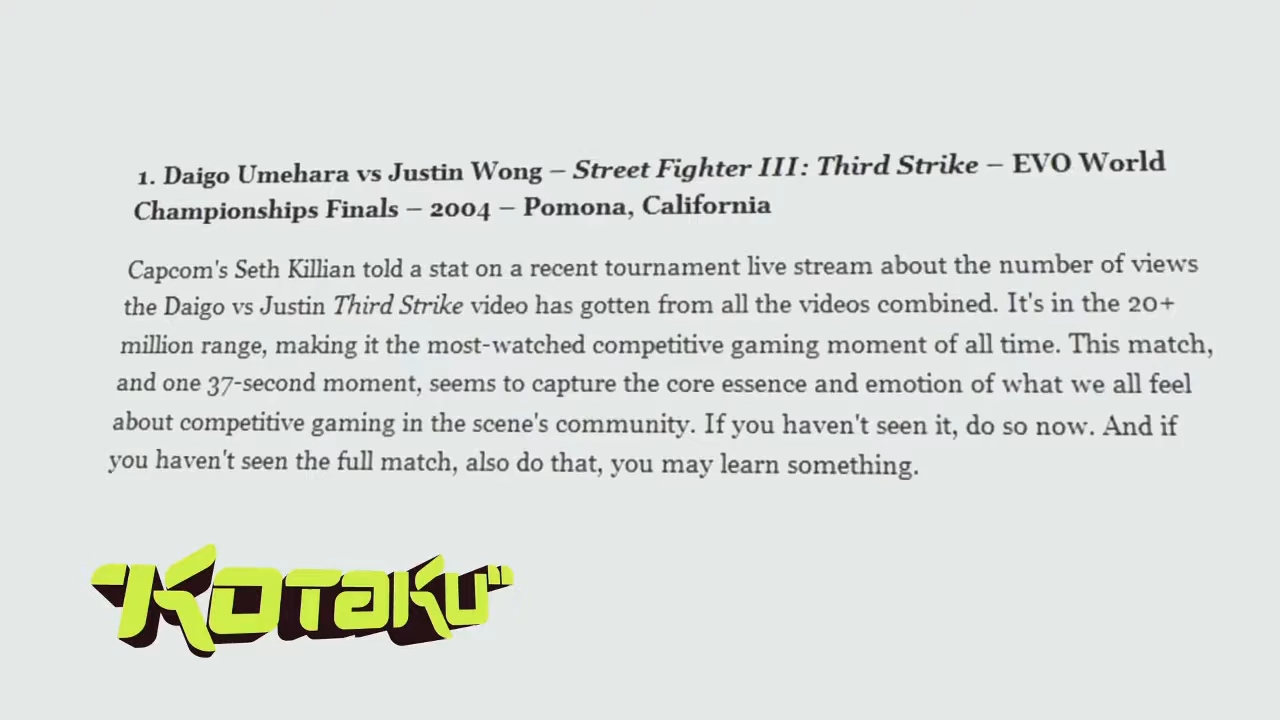 1. Daigo Umehara vs Justin Wong – Street Fighter III: Third Strike – EVO World
Championships Finals – 2004 – Pomona, California
Capcom's Seth Killian told a stat on a recent tournament live stream about the number of views
the Daigo vs Justin Third Strike video has gotten from all the videos combined. It's in the 20+
million range, making it the most-watched competitive gaming moment of all time. This match,
and one 37-second moment, seems to capture the core essence and emotion of what we all feel
about competitive gaming in the scene's community. If you haven't seen it, do so now. And if
you haven't seen the full match, also do that, you may learn something.
"KOTAKU"